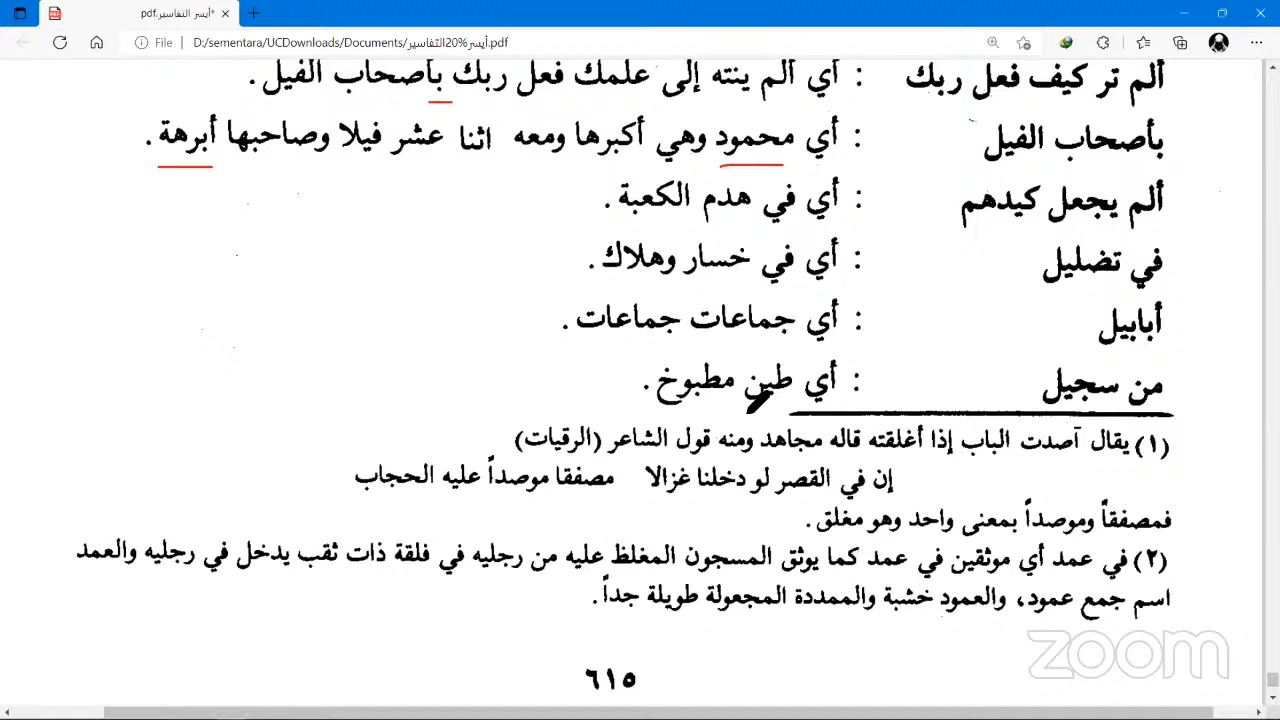 *أيسر التفاسير.pdf
File D:/sementara/UCDownloads/Documents/أيسر%20التفاسير.pdf
ألم تر كيف فعل ربك : أي ألم ينته إلى علمك فعل ربك بأصحاب الفيل.
بأصحاب الفيل : أي محمود وهي أكبرها ومعه اثنا عشر فيلا وصاحبها أبرهة.
ألم يجعل كيدهم : أي في هدم الكعبة.
في تضليل : أي في خسار وهلاك.
أبابيل : أي جماعات جماعات.
من سجيل : أي طين مطبوخ.
(١) يقال آصدت الباب إذا أغلقته قاله مجاهد ومنه قول الشاعر (الرقيات)
إن في القصر لو دخلنا غزالا مصفقا موصداً عليه الحجاب
فمصفقاً وموصداً بمعنى واحد وهو مغلق.
(٢) في عمد أي موثقين في عمد كما يوثق المسجون المغلظ عليه من رجليه في فلقة ذات ثقب يدخل في رجليه والعمد
اسم جمع عمود، والعمود خشبة والممددة المجعولة طويلة جداً.
zoom
٦١٥